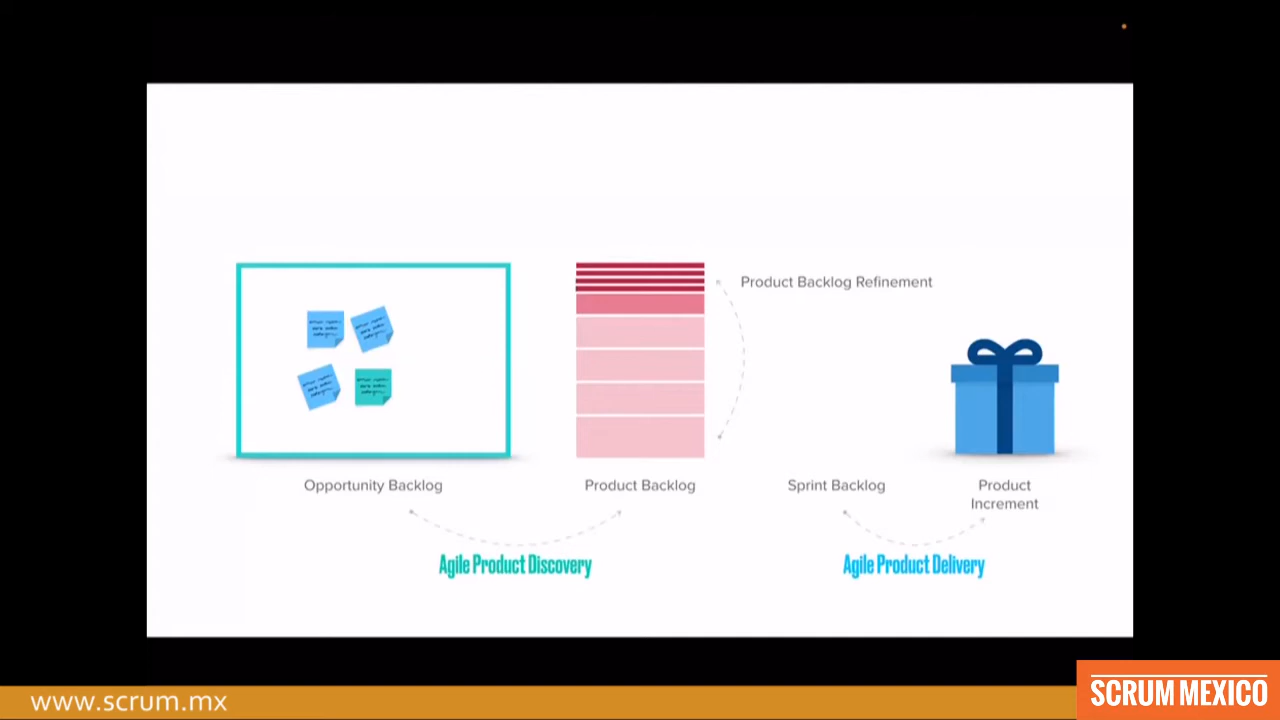 Product Backlog Refinement
Opportunity Backlog
Product Backlog
Sprint Backlog
Product
Increment
Agile Product Discovery
Agile Product Delivery
www.scrum.mx
SCRUM MEXICO